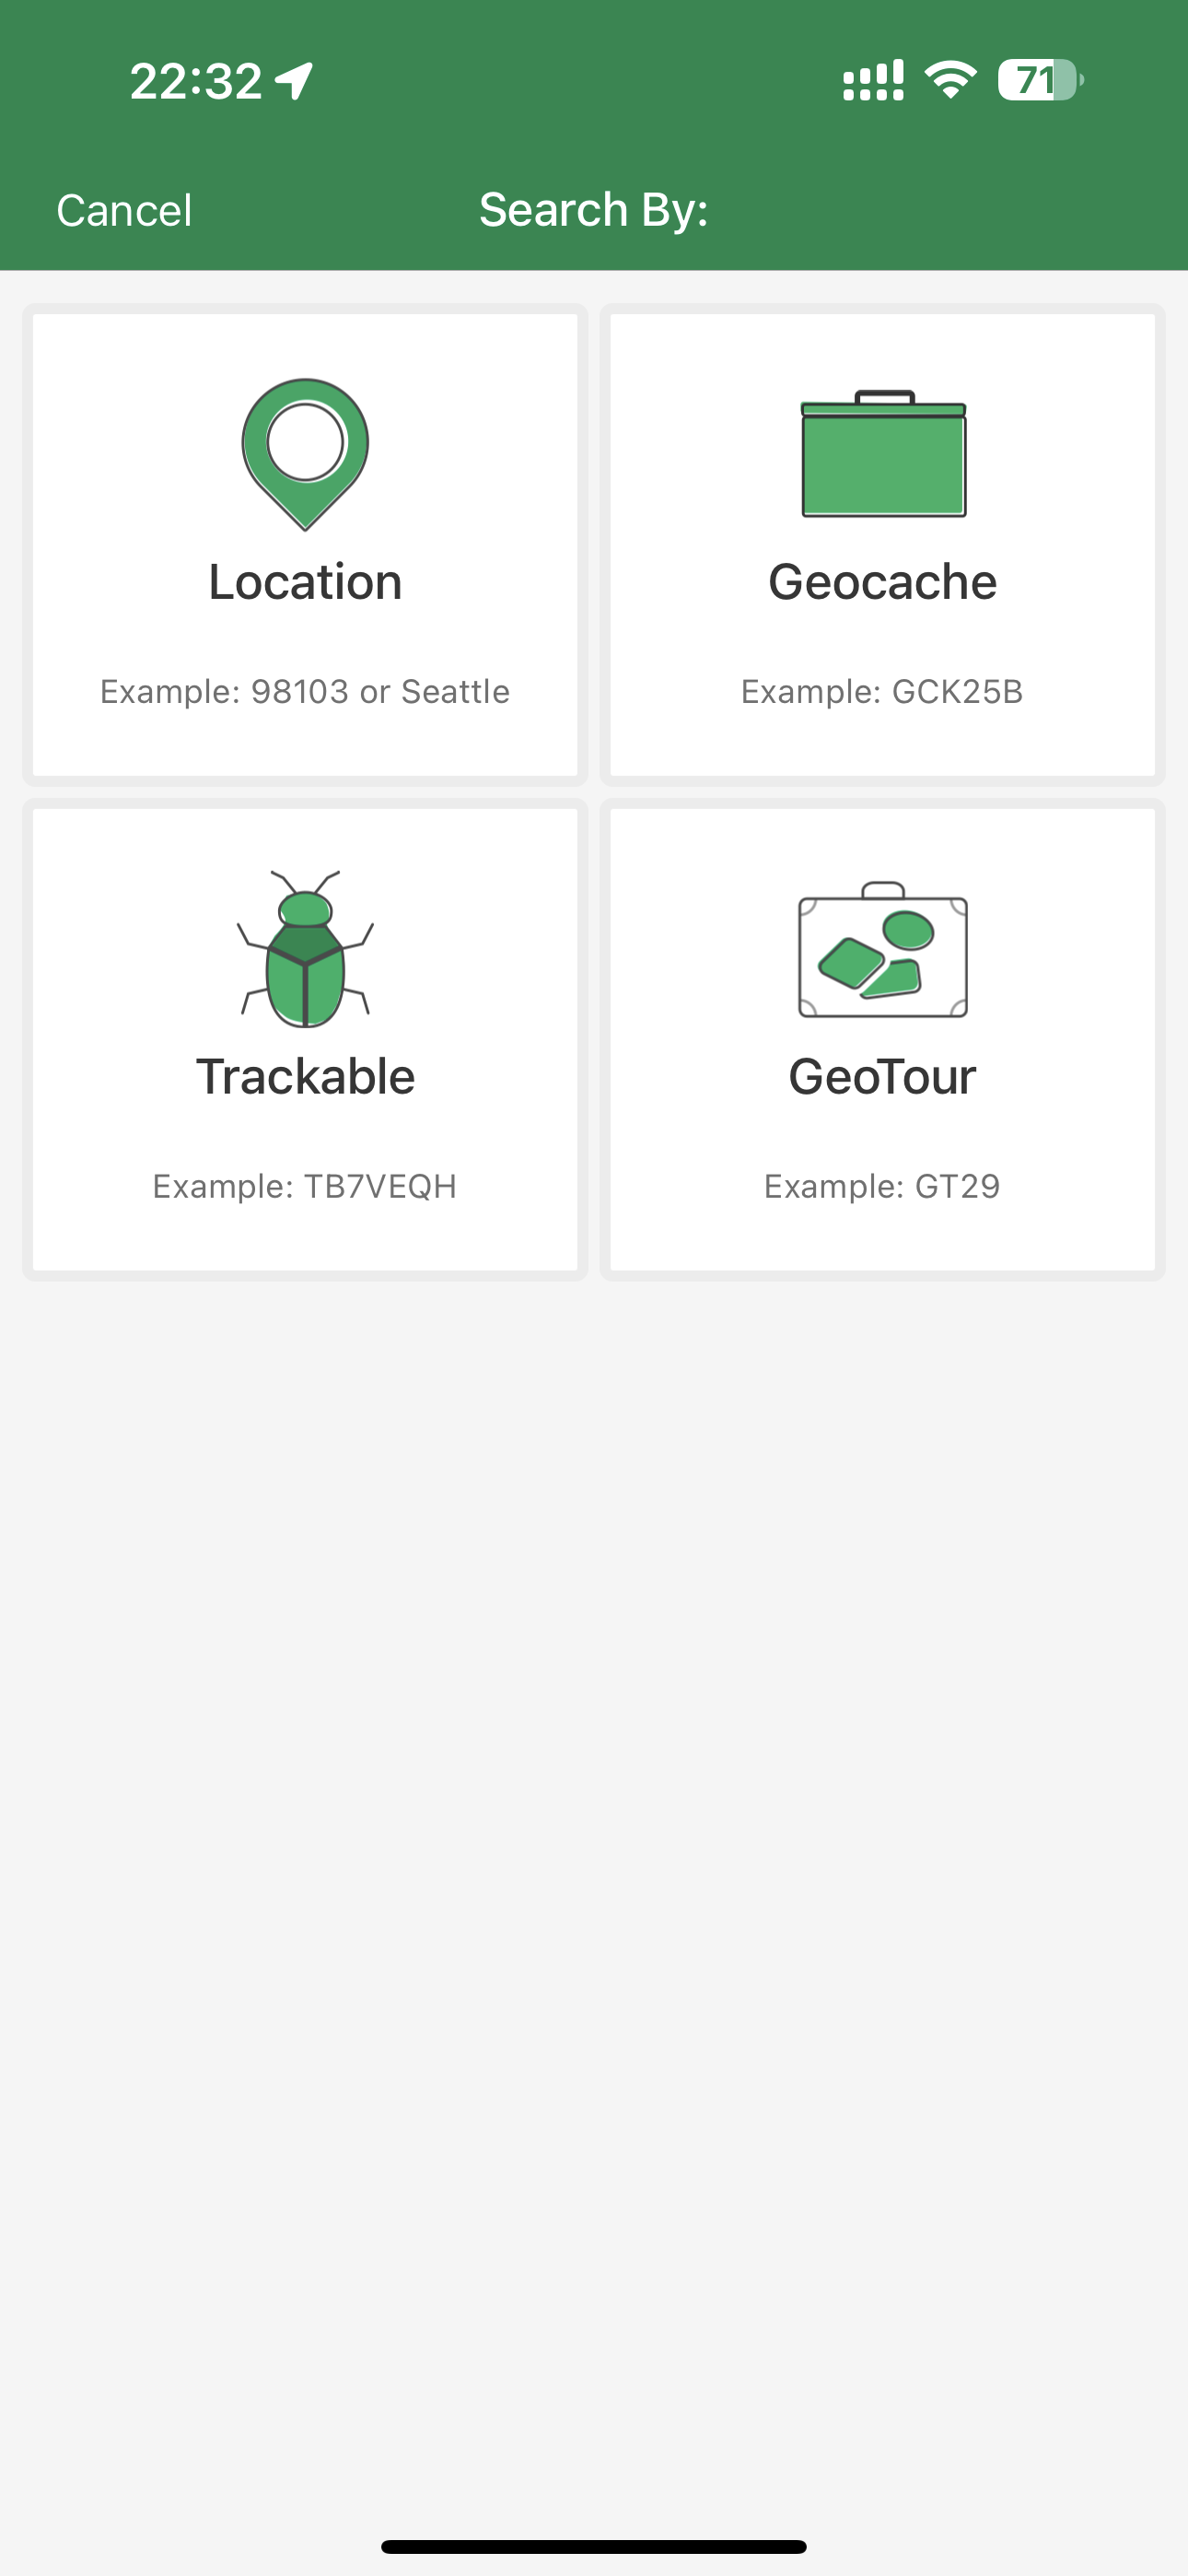 22:32
71
Cancel
Search By:
Location
Example: 98103 or Seattle
Geocache
Example: GCK25B
Trackable
Example: TB7VEQH
GeoTour
Example: GT29